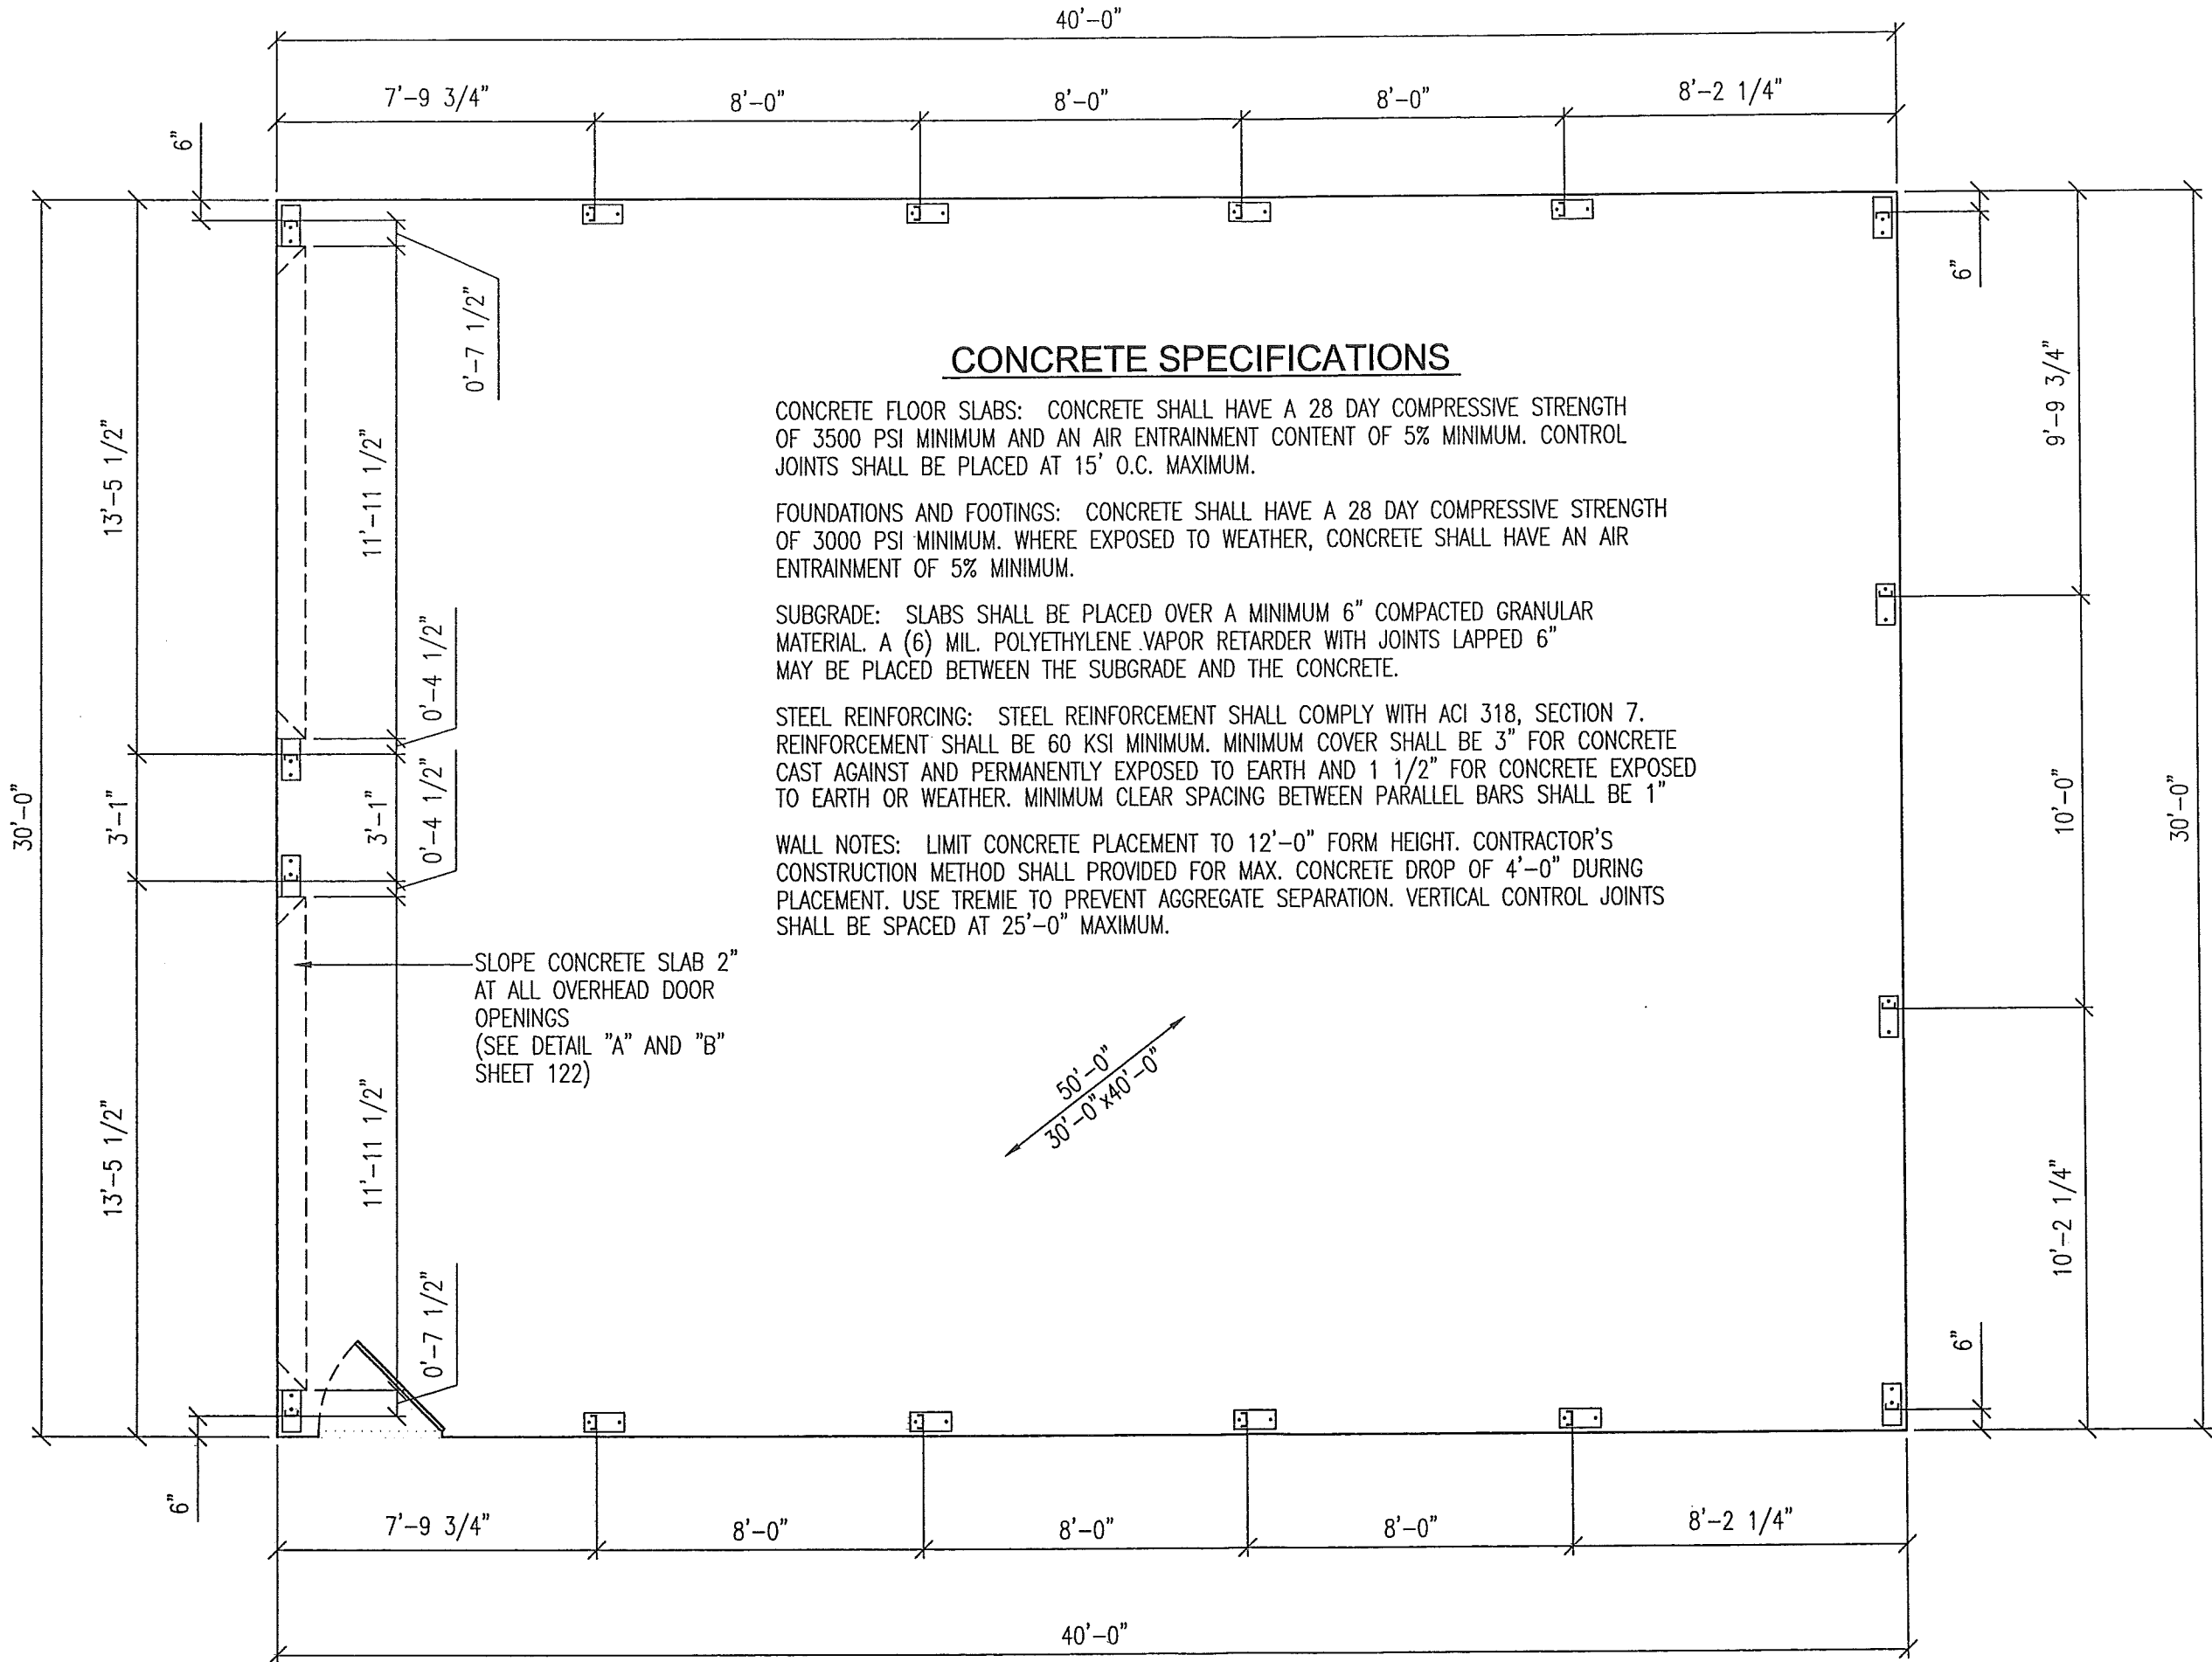 40'-0"
7'-9 3/4"
8'-0"
8'-0"
8'-0"
8'-2 1/4"
6"
6"
0'-7 1/2"
CONCRETE SPECIFICATIONS
CONCRETE FLOOR SLABS: CONCRETE SHALL HAVE A 28 DAY COMPRESSIVE STRENGTH
OF 3500 PSI MINIMUM AND AN AIR ENTRAINMENT CONTENT OF 5% MINIMUM. CONTROL
JOINTS SHALL BE PLACED AT 15' O.C. MAXIMUM.
FOUNDATIONS AND FOOTINGS: CONCRETE SHALL HAVE A 28 DAY COMPRESSIVE STRENGTH
OF 3000 PSI MINIMUM. WHERE EXPOSED TO WEATHER, CONCRETE SHALL HAVE AN AIR
ENTRAINMENT OF 5% MINIMUM.
SUBGRADE: SLABS SHALL BE PLACED OVER A MINIMUM 6" COMPACTED GRANULAR
MATERIAL. A (6) MIL. POLYETHYLENE VAPOR RETARDER WITH JOINTS LAPPED 6"
MAY BE PLACED BETWEEN THE SUBGRADE AND THE CONCRETE.
STEEL REINFORCING: STEEL REINFORCEMENT SHALL COMPLY WITH ACI 318, SECTION 7.
REINFORCEMENT SHALL BE 60 KSI MINIMUM. MINIMUM COVER SHALL BE 3" FOR CONCRETE
CAST AGAINST AND PERMANENTLY EXPOSED TO EARTH AND 1 1/2" FOR CONCRETE EXPOSED
TO EARTH OR WEATHER. MINIMUM CLEAR SPACING BETWEEN PARALLEL BARS SHALL BE 1"
WALL NOTES: LIMIT CONCRETE PLACEMENT TO 12'-0" FORM HEIGHT. CONTRACTOR'S
CONSTRUCTION METHOD SHALL PROVIDED FOR MAX. CONCRETE DROP OF 4'-0" DURING
PLACEMENT. USE TREMIE TO PREVENT AGGREGATE SEPARATION. VERTICAL CONTROL JOINTS
SHALL BE SPACED AT 25'-0" MAXIMUM.
13'-5 1/2"
11'-11 1/2"
9'-9 3/4"
0'-4 1/2"
30'-0"
3'-1"
3'-1"
0'-4 1/2"
10'-0"
30'-0"
SLOPE CONCRETE SLAB 2"
AT ALL OVERHEAD DOOR
OPENINGS
(SEE DETAIL "A" AND "B"
SHEET 122)
50'-0"
30'-0"x40'-0"
13'-5 1/2"
11'-11 1/2"
10'-2 1/4"
0'-7 1/2"
6"
6"
7'-9 3/4"
8'-0"
8'-0"
8'-0"
8'-2 1/4"
40'-0"